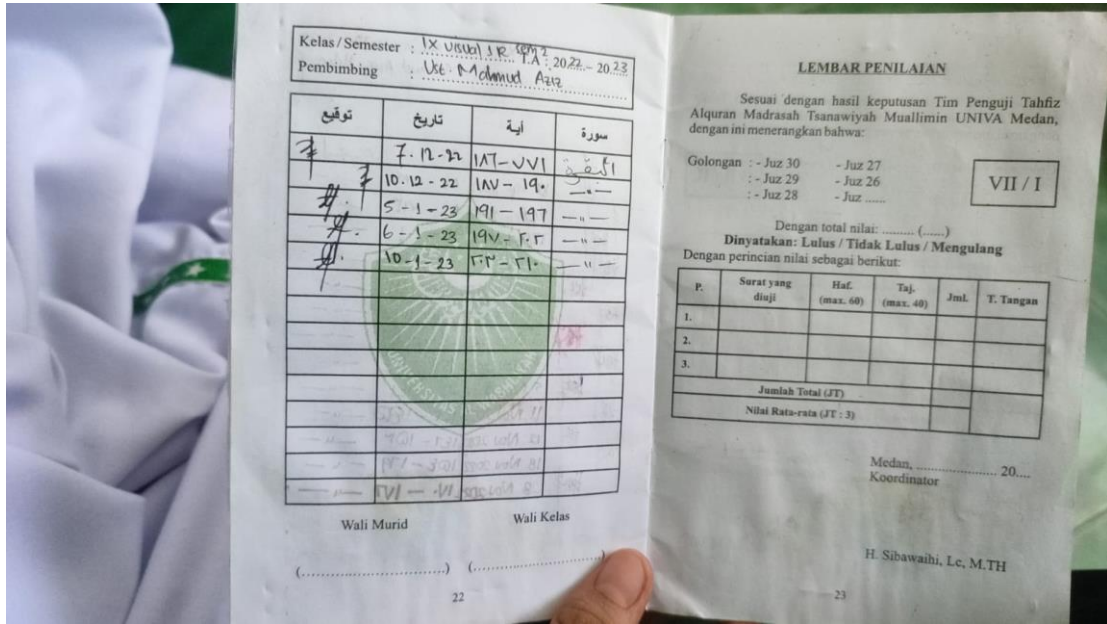 Kelas/Semester : IX Visual 1R Sem 2 T.A : 2022 - 2023
Pembimbing : Ust. Mahmud Aziz
توقيع تاريخ أية سورة
7.12-22 ١٨٦-٧٧١ البقرة
10.12-22 ١٨٧ - ١٩٠ —〃—
5-1-23 ١٩١ - ١٩٦ —〃—
6-1-23 ١٩٧ - ٢٠٢ —〃—
10-1-23 ٢٠٣ - ٢١٠ —〃—
Wali Murid Wali Kelas
(..............................) (..............................)
22
LEMBAR PENILAIAN
Sesuai dengan hasil keputusan Tim Penguji Tahfiz
Alquran Madrasah Tsanawiyah Muallimin UNIVA Medan,
dengan ini menerangkan bahwa:
Golongan : - Juz 30 - Juz 27
: - Juz 29 - Juz 26
: - Juz 28 - Juz ......
VII / I
Dengan total nilai: ......... (......)
Dinyatakan: Lulus / Tidak Lulus / Mengulang
Dengan perincian nilai sebagai berikut:
P. Surat yang diuji Haf. (max. 60) Taj. (max. 40) Jml. T. Tangan
1.
2.
3.
Jumlah Total (JT)
Nilai Rata-rata (JT : 3)
Medan, ..................... 20....
Koordinator
H. Sibawaihi, Lc, M.TH
23